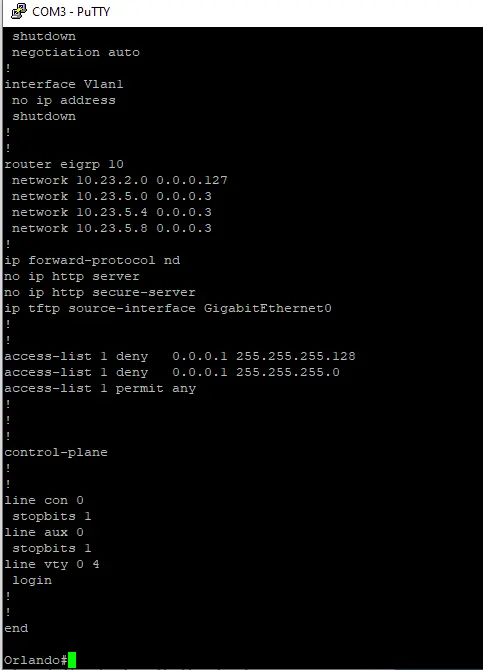 COM3 - PuTTY
shutdown
negotiation auto
!
interface Vlan1
no ip address
shutdown
!
!
router eigrp 10
network 10.23.2.0 0.0.0.127
network 10.23.5.0 0.0.0.3
network 10.23.5.4 0.0.0.3
network 10.23.5.8 0.0.0.3
!
ip forward-protocol nd
no ip http server
no ip http secure-server
ip tftp source-interface GigabitEthernet0
!
!
access-list 1 deny   0.0.0.1 255.255.255.128
access-list 1 deny   0.0.0.1 255.255.255.0
access-list 1 permit any
!
!
!
control-plane
!
!
line con 0
stopbits 1
line aux 0
stopbits 1
line vty 0 4
login
!
!
end
Orlando#